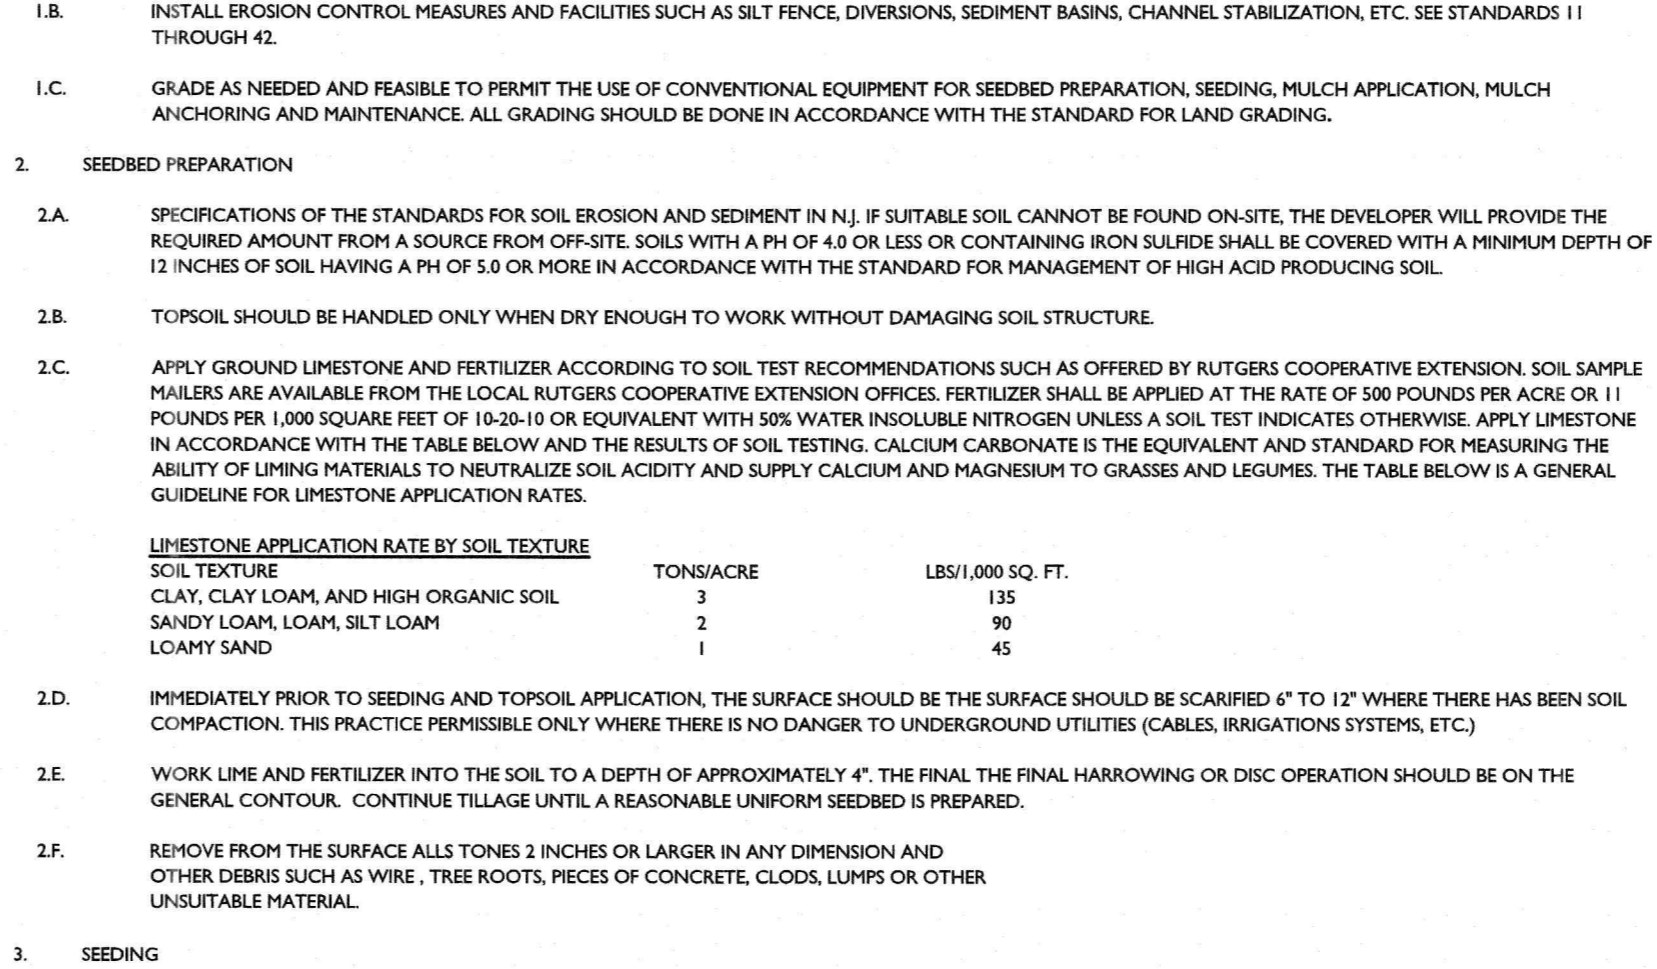 1.B. INSTALL EROSION CONTROL MEASURES AND FACILITIES SUCH AS SILT FENCE, DIVERSIONS, SEDIMENT BASINS, CHANNEL STABILIZATION, ETC. SEE STANDARDS 11
THROUGH 42.
1.C. GRADE AS NEEDED AND FEASIBLE TO PERMIT THE USE OF CONVENTIONAL EQUIPMENT FOR SEEDBED PREPARATION, SEEDING, MULCH APPLICATION, MULCH
ANCHORING AND MAINTENANCE. ALL GRADING SHOULD BE DONE IN ACCORDANCE WITH THE STANDARD FOR LAND GRADING.
2. SEEDBED PREPARATION
2.A. SPECIFICATIONS OF THE STANDARDS FOR SOIL EROSION AND SEDIMENT IN N.J. IF SUITABLE SOIL CANNOT BE FOUND ON-SITE, THE DEVELOPER WILL PROVIDE THE
REQUIRED AMOUNT FROM A SOURCE FROM OFF-SITE. SOILS WITH A PH OF 4.0 OR LESS OR CONTAINING IRON SULFIDE SHALL BE COVERED WITH A MINIMUM DEPTH OF
12 INCHES OF SOIL HAVING A PH OF 5.0 OR MORE IN ACCORDANCE WITH THE STANDARD FOR MANAGEMENT OF HIGH ACID PRODUCING SOIL.
2.B. TOPSOIL SHOULD BE HANDLED ONLY WHEN DRY ENOUGH TO WORK WITHOUT DAMAGING SOIL STRUCTURE.
2.C. APPLY GROUND LIMESTONE AND FERTILIZER ACCORDING TO SOIL TEST RECOMMENDATIONS SUCH AS OFFERED BY RUTGERS COOPERATIVE EXTENSION. SOIL SAMPLE
MAILERS ARE AVAILABLE FROM THE LOCAL RUTGERS COOPERATIVE EXTENSION OFFICES. FERTILIZER SHALL BE APPLIED AT THE RATE OF 500 POUNDS PER ACRE OR 11
POUNDS PER 1,000 SQUARE FEET OF 10-20-10 OR EQUIVALENT WITH 50% WATER INSOLUBLE NITROGEN UNLESS A SOIL TEST INDICATES OTHERWISE. APPLY LIMESTONE
IN ACCORDANCE WITH THE TABLE BELOW AND THE RESULTS OF SOIL TESTING. CALCIUM CARBONATE IS THE EQUIVALENT AND STANDARD FOR MEASURING THE
ABILITY OF LIMING MATERIALS TO NEUTRALIZE SOIL ACIDITY AND SUPPLY CALCIUM AND MAGNESIUM TO GRASSES AND LEGUMES. THE TABLE BELOW IS A GENERAL
GUIDELINE FOR LIMESTONE APPLICATION RATES.
LIMESTONE APPLICATION RATE BY SOIL TEXTURE
SOIL TEXTURE TONS/ACRE LBS/1,000 SQ. FT.
CLAY, CLAY LOAM, AND HIGH ORGANIC SOIL 3 135
SANDY LOAM, LOAM, SILT LOAM 2 90
LOAMY SAND 1 45
2.D. IMMEDIATELY PRIOR TO SEEDING AND TOPSOIL APPLICATION, THE SURFACE SHOULD BE THE SURFACE SHOULD BE SCARIFIED 6" TO 12" WHERE THERE HAS BEEN SOIL
COMPACTION. THIS PRACTICE PERMISSIBLE ONLY WHERE THERE IS NO DANGER TO UNDERGROUND UTILITIES (CABLES, IRRIGATIONS SYSTEMS, ETC.)
2.E. WORK LIME AND FERTILIZER INTO THE SOIL TO A DEPTH OF APPROXIMATELY 4". THE FINAL THE FINAL HARROWING OR DISC OPERATION SHOULD BE ON THE
GENERAL CONTOUR. CONTINUE TILLAGE UNTIL A REASONABLE UNIFORM SEEDBED IS PREPARED.
2.F. REMOVE FROM THE SURFACE ALLS TONES 2 INCHES OR LARGER IN ANY DIMENSION AND
OTHER DEBRIS SUCH AS WIRE , TREE ROOTS, PIECES OF CONCRETE, CLODS, LUMPS OR OTHER
UNSUITABLE MATERIAL.
3. SEEDING